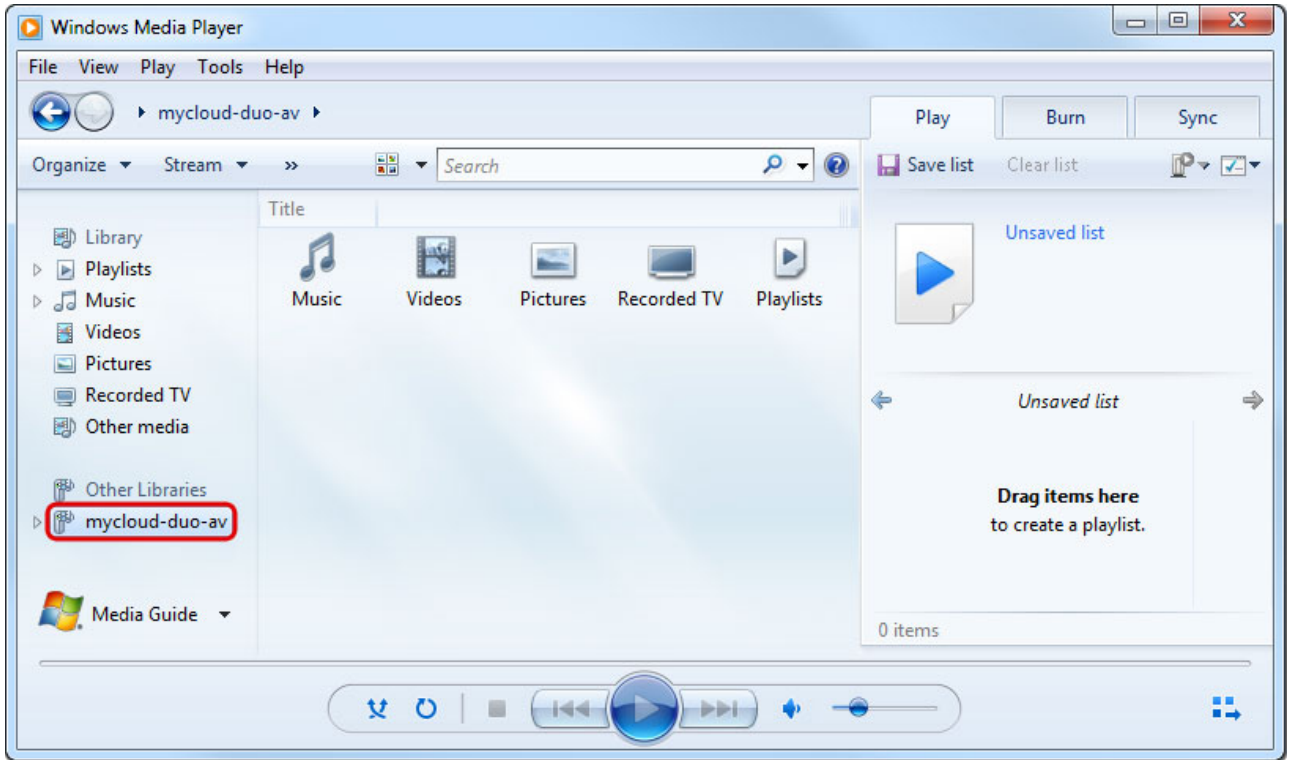 Windows Media Player
File View Play Tools Help
mycloud-duo-av
Play Burn Sync
Organize Stream » Search Save list Clear list
Title
Library
Playlists
Music
Videos
Pictures
Recorded TV
Other media
Other Libraries
mycloud-duo-av
Media Guide
Music Videos Pictures Recorded TV Playlists
Unsaved list
Unsaved list
Drag items here
to create a playlist.
0 items